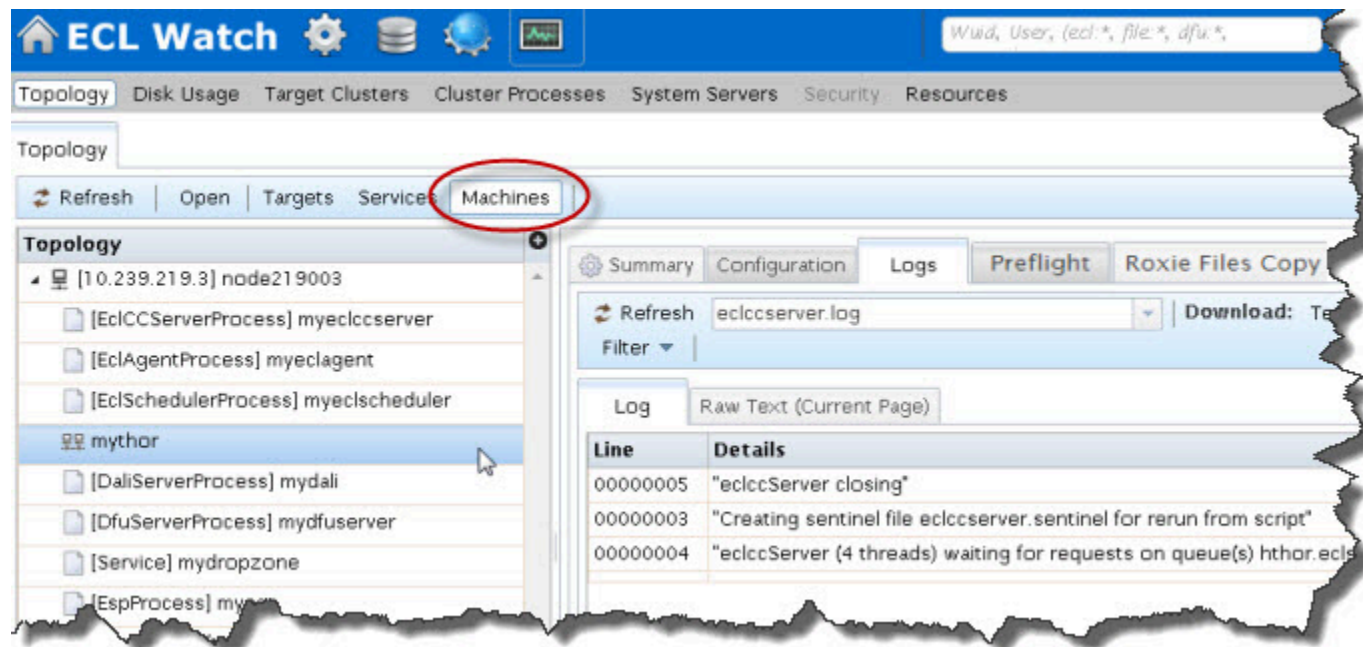 ECL Watch
Wuid, User, (ecl:*, file:*, dfu:*,
Topology Disk Usage Target Clusters Cluster Processes System Servers Security Resources
Topology
Refresh Open Targets Services Machines
Topology
[10.239.219.3] node219003
[EclCCServerProcess] myeclccserver
[EclAgentProcess] myeclagent
[EclSchedulerProcess] myeclscheduler
mythor
[DaliServerProcess] mydali
[DfuServerProcess] mydfuserver
[Service] mydropzone
[EspProcess]
Summary Configuration Logs Preflight Roxie Files Copy
Refresh eclccserver.log Download:
Filter
Log Raw Text (Current Page)
Line Details
00000005 "eclccServer closing"
00000003 "Creating sentinel file eclccserver.sentinel for rerun from script"
00000004 "eclccServer (4 threads) waiting for requests on queue(s) hthor.ecls